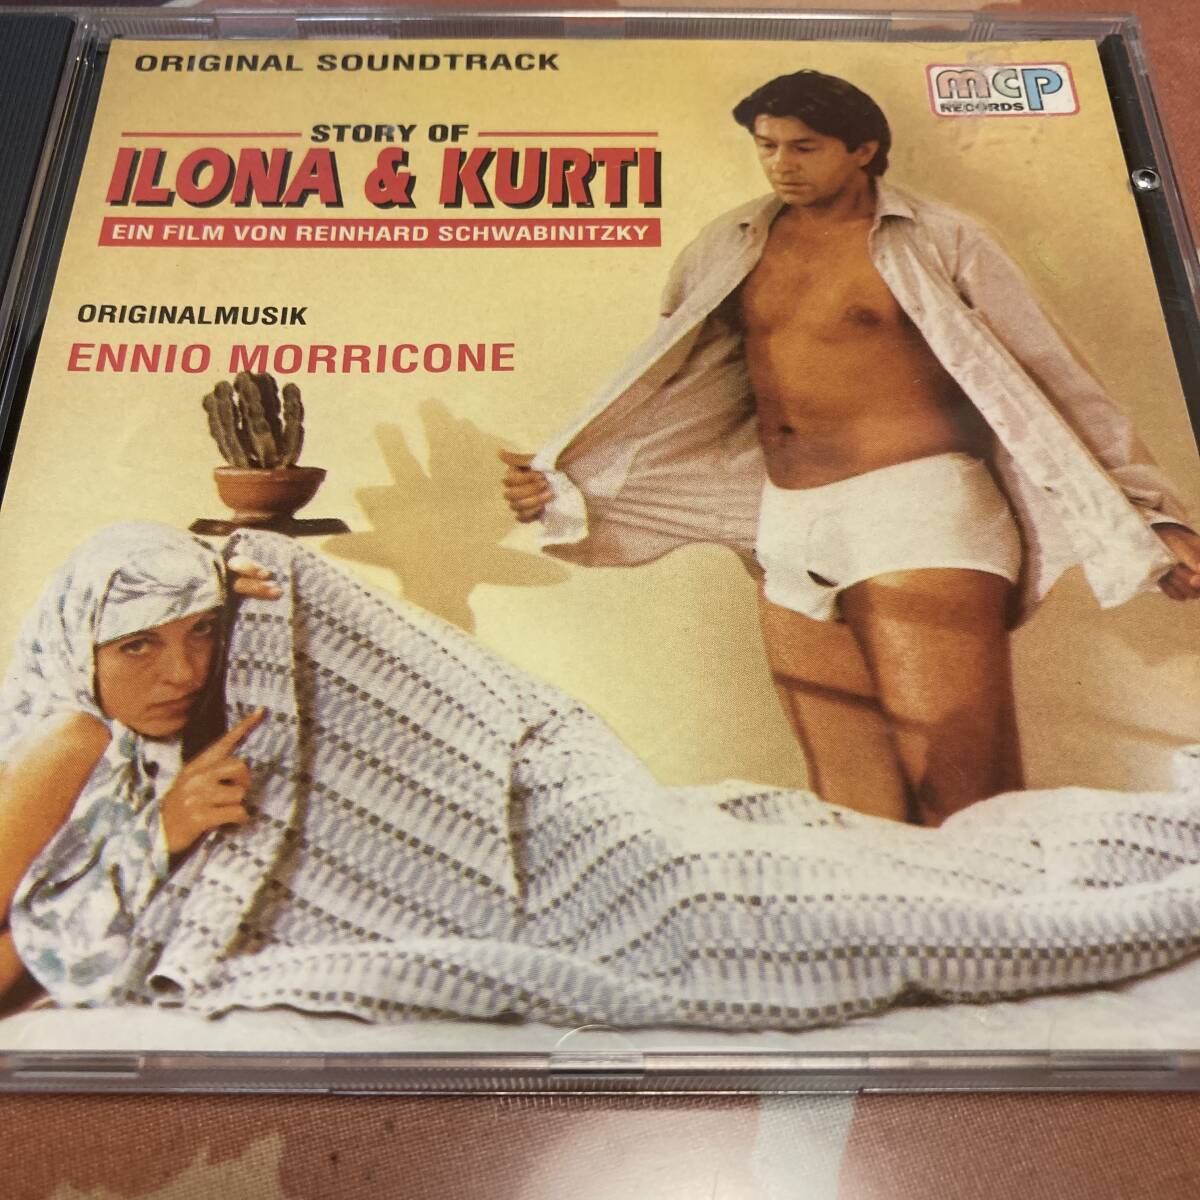 ORIGINAL SOUNDTRACK
mcp
RECORDS
STORY OF
ILONA & KURTI
EIN FILM VON REINHARD SCHWABINITZKY
ORIGINALMUSIK
ENNIO MORRICONE